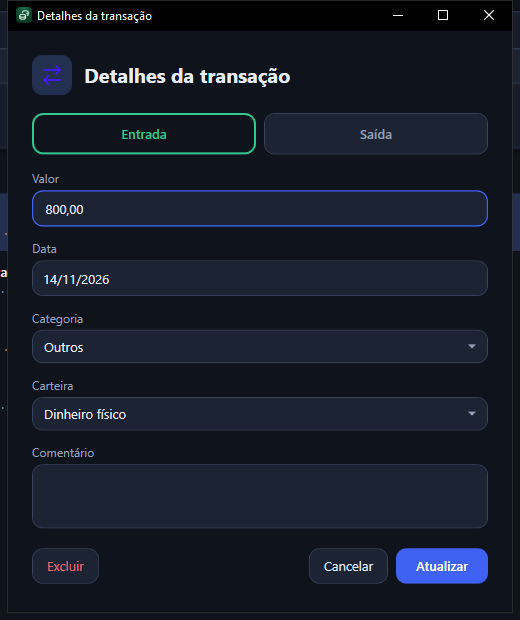 Detalhes da transação
Detalhes da transação
Entrada
Saída
Valor
800,00
Data
14/11/2026
Categoria
Outros
Carteira
Dinheiro físico
Comentário
Excluir
Cancelar
Atualizar